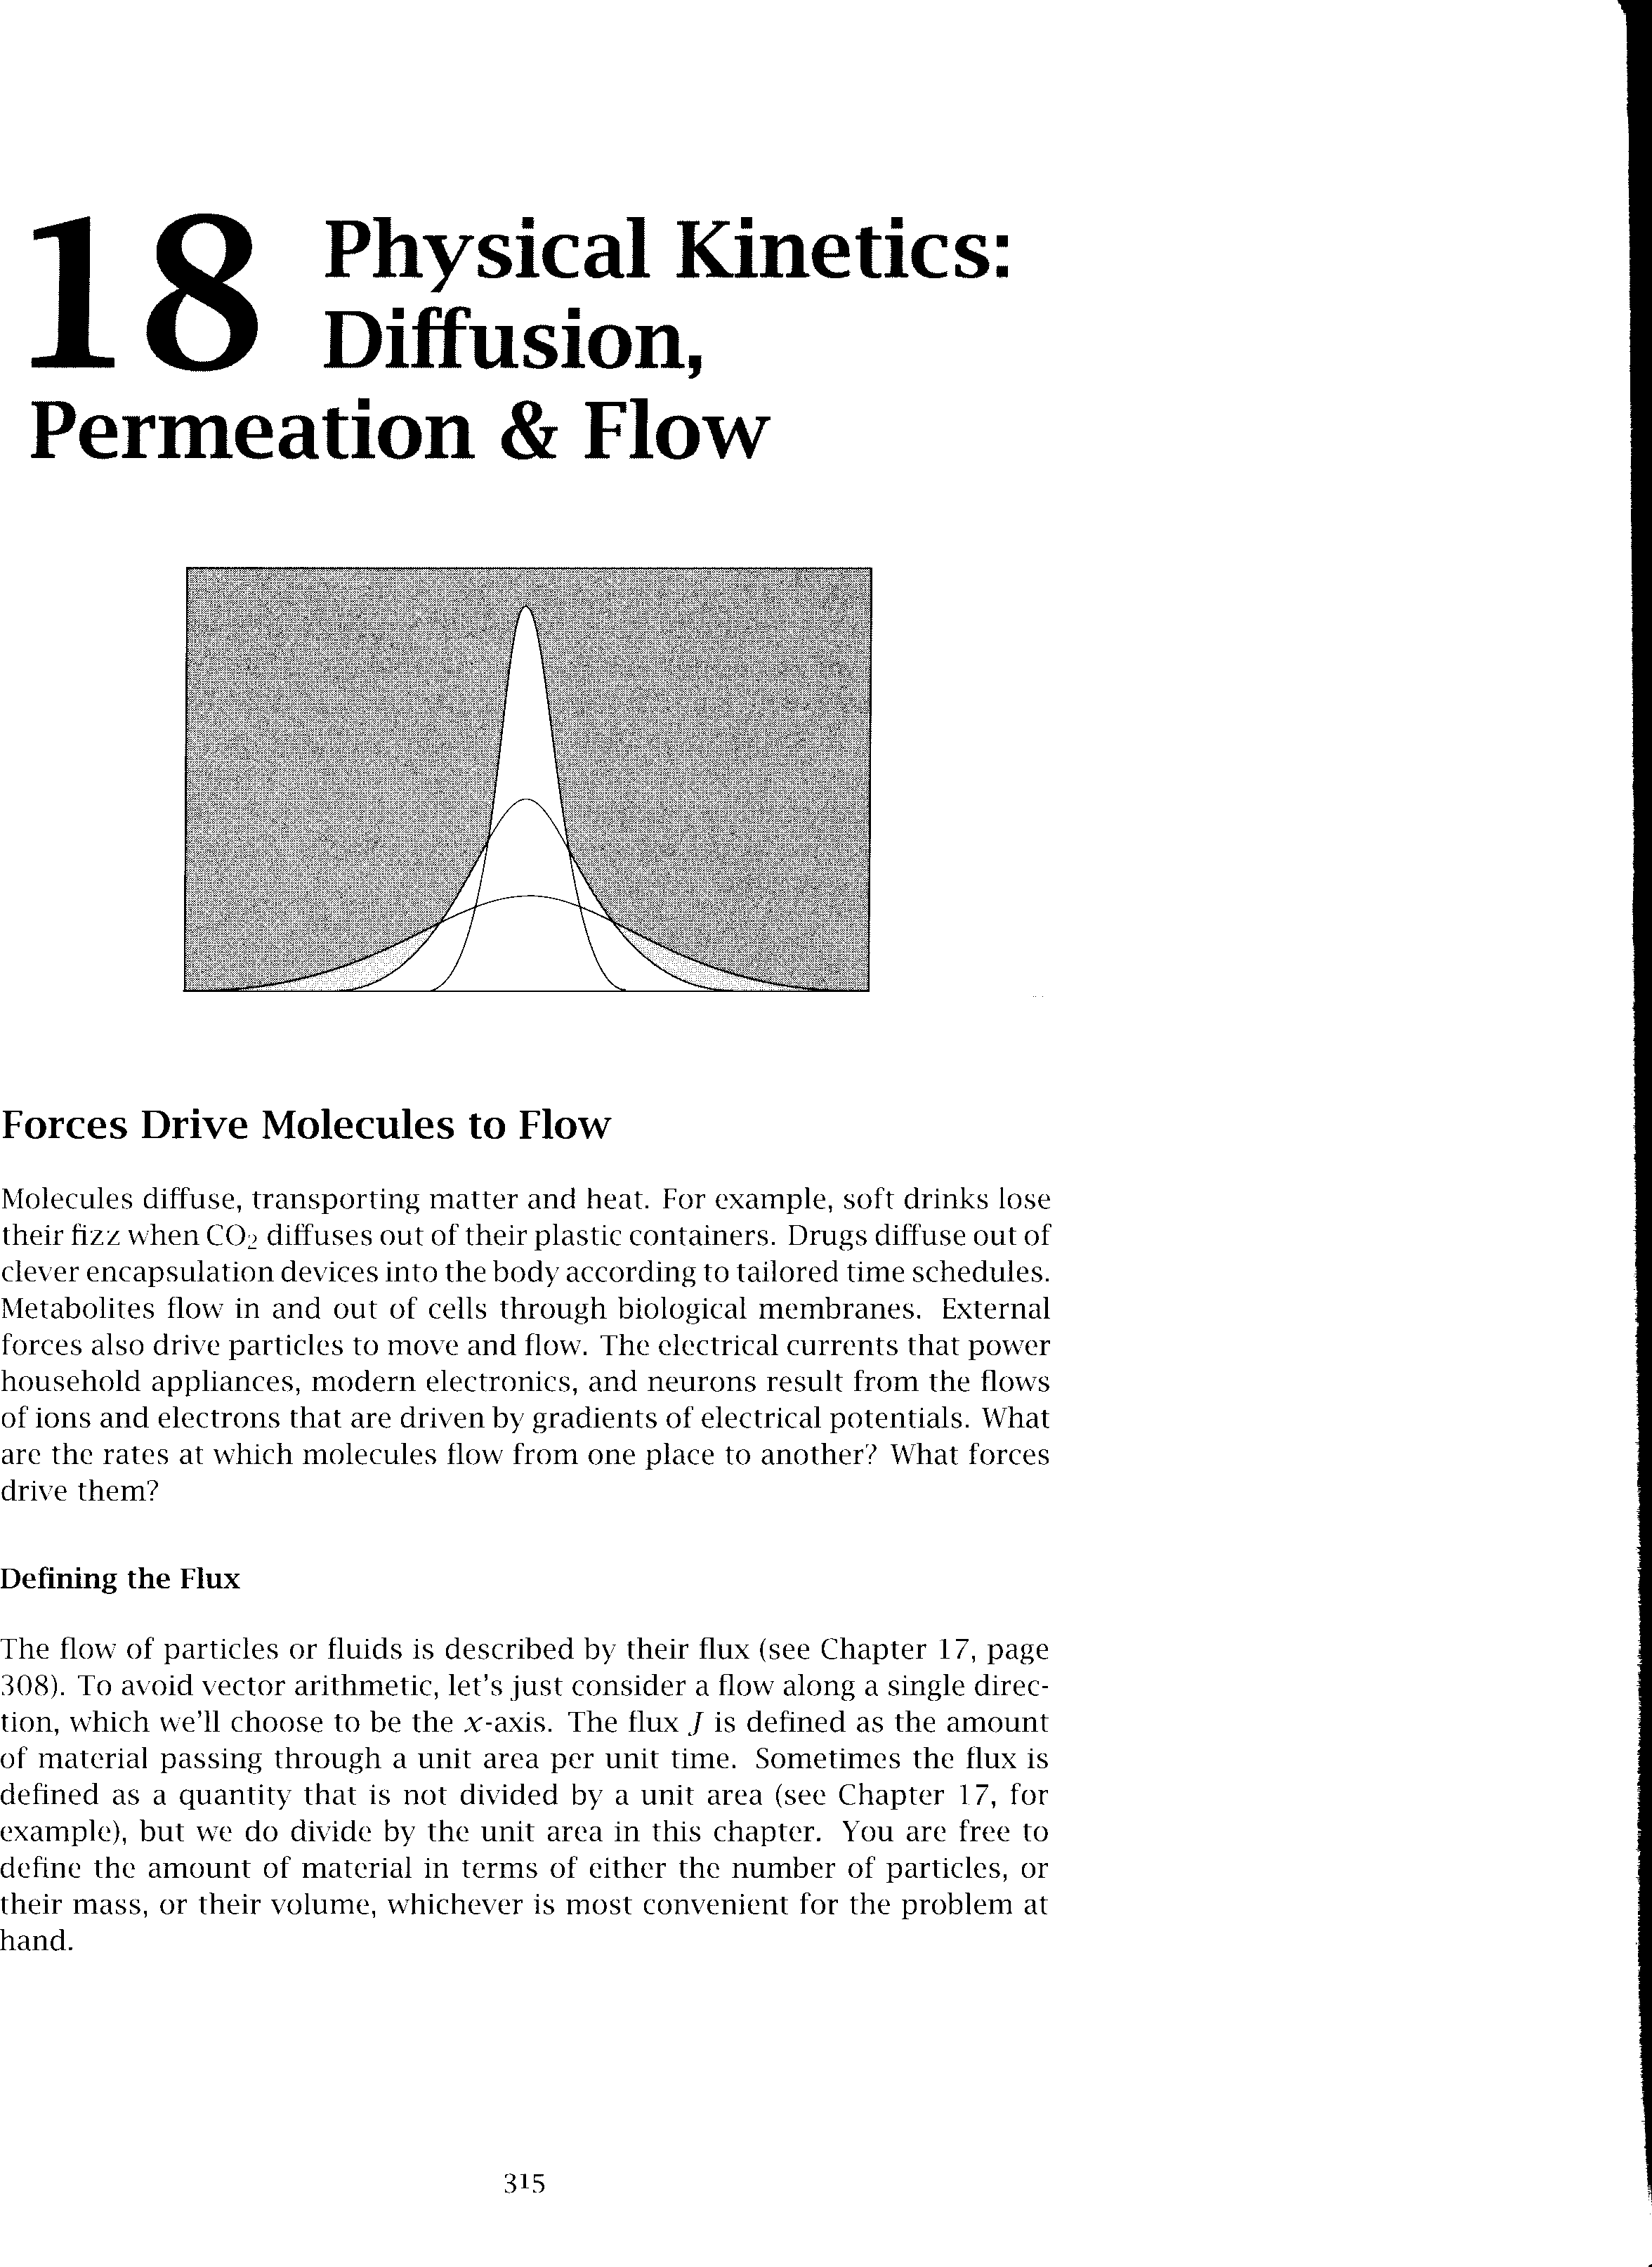 18 Physical Kinetics:
Diffusion,
Permeation & Flow
Forces Drive Molecules to Flow
Molecules diffuse, transporting matter and heat. For example, soft drinks lose
their fizz when CO₂ diffuses out of their plastic containers. Drugs diffuse out of
clever encapsulation devices into the body according to tailored time schedules.
Metabolites flow in and out of cells through biological membranes. External
forces also drive particles to move and flow. The electrical currents that power
household appliances, modern electronics, and neurons result from the flows
of ions and electrons that are driven by gradients of electrical potentials. What
are the rates at which molecules flow from one place to another? What forces
drive them?
Defining the Flux
The flow of particles or fluids is described by their flux (see Chapter 17, page
308). To avoid vector arithmetic, let's just consider a flow along a single direc-
tion, which we'll choose to be the x-axis. The flux J is defined as the amount
of material passing through a unit area per unit time. Sometimes the flux is
defined as a quantity that is not divided by a unit area (see Chapter 17, for
example), but we do divide by the unit area in this chapter. You are free to
define the amount of material in terms of either the number of particles, or
their mass, or their volume, whichever is most convenient for the problem at
hand.
315